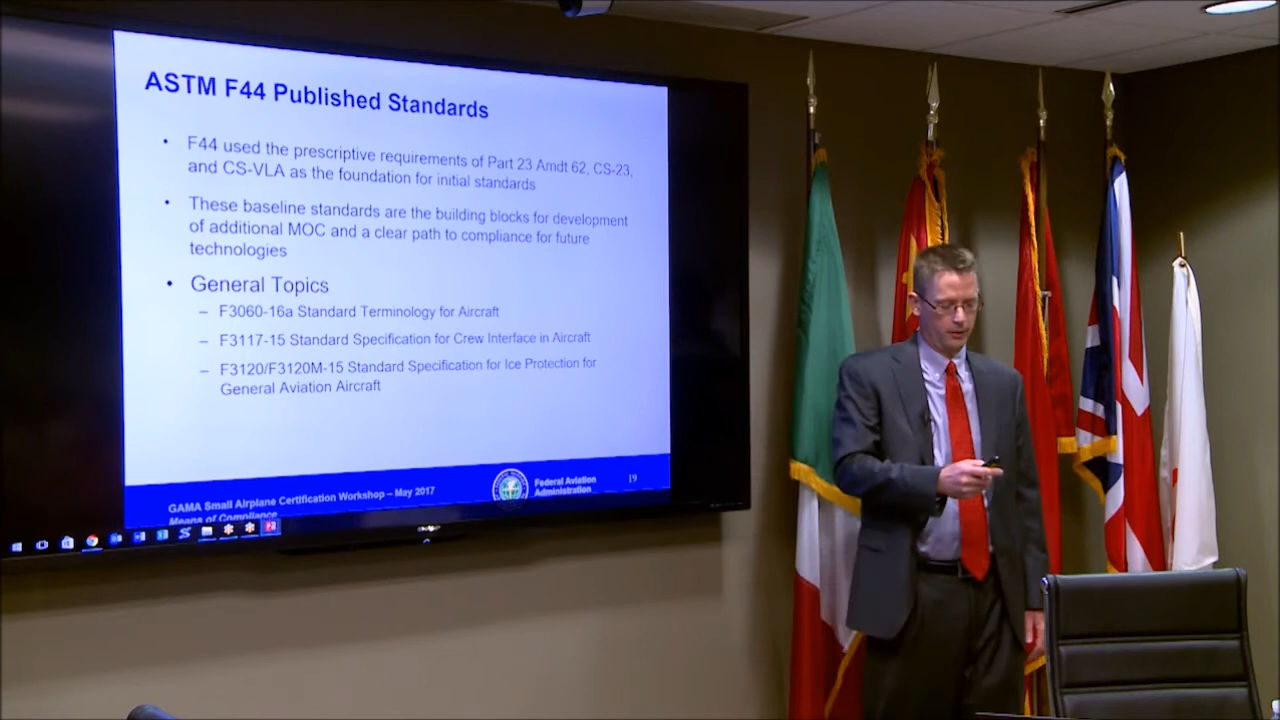 ASTM F44 Published Standards
• F44 used the prescriptive requirements of Part 23 Amdt 62, CS-23,
and CS-VLA as the foundation for initial standards
• These baseline standards are the building blocks for development
of additional MOC and a clear path to compliance for future
technologies
• General Topics
– F3060-16a Standard Terminology for Aircraft
– F3117-15 Standard Specification for Crew Interface in Aircraft
– F3120/F3120M-15 Standard Specification for Ice Protection for
General Aviation Aircraft
GAMA Small Airplane Certification Workshop – May 2017
Means of Compliance
Federal Aviation
Administration
19